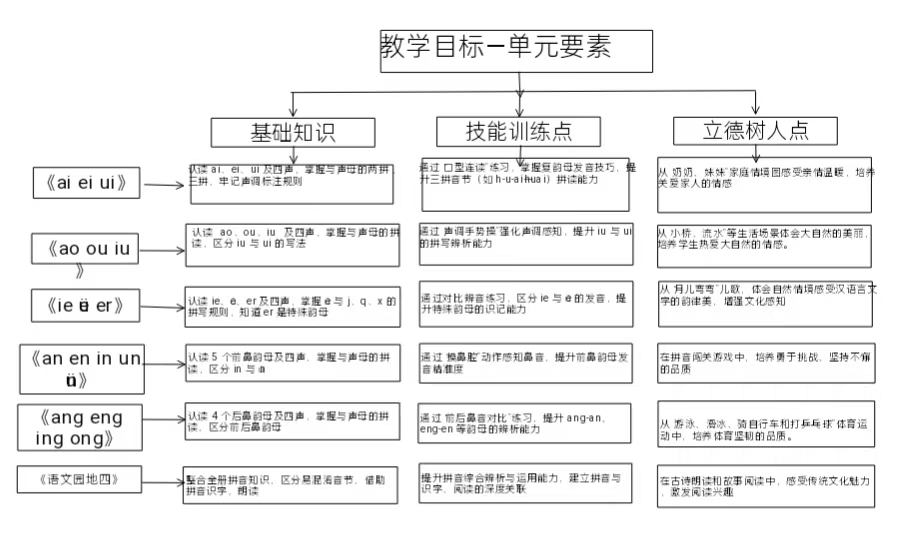 教学目标—单元要素
基础知识
技能训练点
立德树人点
《ai ei ui》
认读 ai、ei、ui 及四声，掌握与声母的两拼、
三拼，牢记声调标注规则
通过"口型连读"练习，掌握复韵母发音技巧，提
升三拼音节（如 h-u-ai→huai）拼读能力
从"奶奶、妹妹"家庭情境图感受亲情温暖，培养
关爱家人的情感
《ao ou iu
》
认读 ao、ou、iu 及四声，掌握与声母的拼
读，区分 iu 与 ui 的写法
通过"声调手势操"强化声调感知，提升 iu 与 ui
的拼写辨析能力
从"小桥、流水"等生活场景体会大自然的美丽，
培养学生热爱大自然的情感。
《ie üe er》
认读 ie、üe、er 及四声，掌握 üe 与 j、q、x 的
拼写规则，知道 er 是特殊韵母
通过对比辨音练习，区分 ie 与 üe 的发音，提
升特殊韵母的识记能力
从"月儿弯弯"儿歌，体会自然情境感受汉语言文
字的韵律美，增强文化感知
《an en in un
ün》
认读 5 个前鼻韵母及四声，掌握与声母的拼
读，区分 in 与 ün
通过"摸鼻腔"动作感知鼻音，提升前鼻韵母发
音精准度
在拼音闯关游戏中，培养勇于挑战、坚持不懈
的品质
《ang eng
ing ong》
认读 4 个后鼻韵母及四声，掌握与声母的拼
读，区分前后鼻韵母
通过"前后鼻音对比"练习，提升 ang-an、
eng-en 等韵母的辨析能力
从"游泳、滑冰、骑自行车和打乒乓球"体育运
动中，培养体育坚韧的品质。
《语文园地四》
整合全册拼音知识，区分易混淆音节，借助
拼音识字，朗读
提升拼音综合辨析与运用能力，建立拼音与
识字、阅读的深度关联
在古诗朗读和故事阅读中，感受传统文化魅力
，激发阅读兴趣